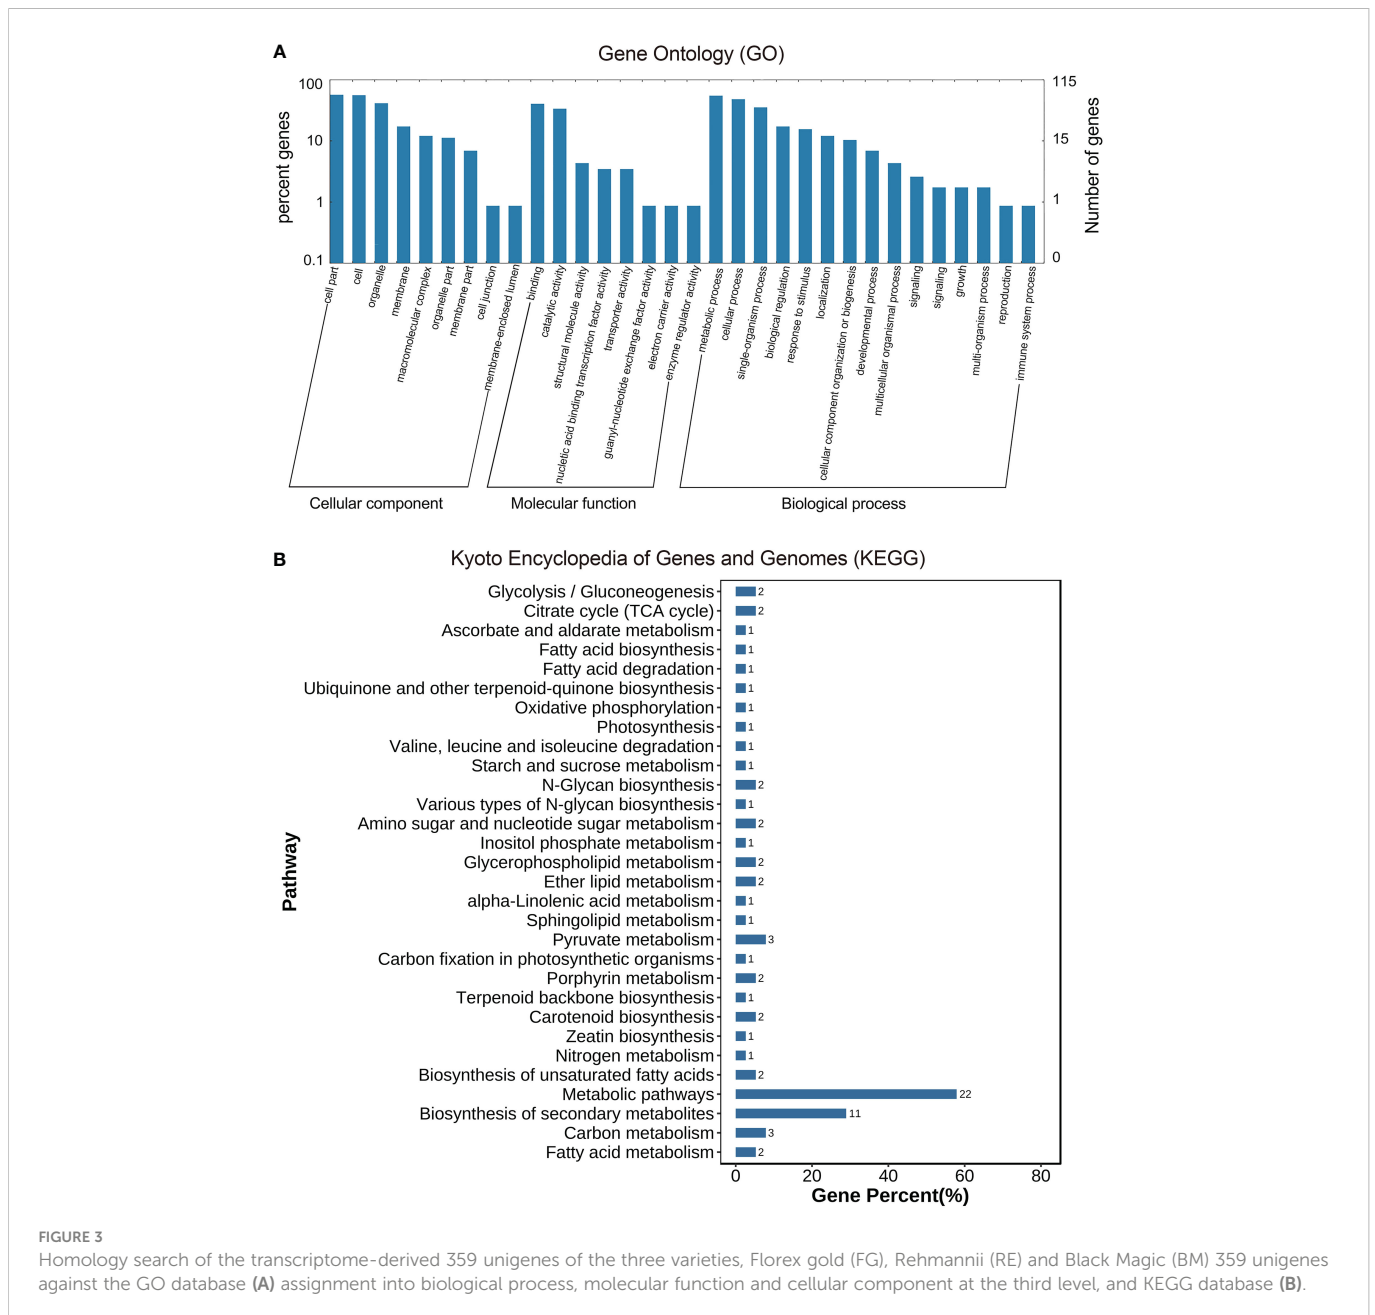 A
Gene Ontology (GO)
percent genes
100
10
1
0.1
115
15
1
0
Number of genes
cell part
cell
organelle
membrane
macromolecular complex
organelle part
membrane part
cell junction
membrane-enclosed lumen
binding
catalytic activity
structural molecule activity
nucletic acid binding transcription factor activity
transporter activity
guanyl-nucleotide exchange factor activity
electron carrier activity
enzyme regulator activity
metabolic process
cellular process
single-organism process
biological regulation
response to stimulus
localization
cellular component organization or biogenesis
developmental process
multicellular organismal process
signaling
signaling
growth
multi-organism process
reproduction
immune system process
Cellular component
Molecular function
Biological process
B
Kyoto Encyclopedia of Genes and Genomes (KEGG)
Pathway
Glycolysis / Gluconeogenesis 2
Citrate cycle (TCA cycle) 2
Ascorbate and aldarate metabolism 1
Fatty acid biosynthesis 1
Fatty acid degradation 1
Ubiquinone and other terpenoid-quinone biosynthesis 1
Oxidative phosphorylation 1
Photosynthesis 1
Valine, leucine and isoleucine degradation 1
Starch and sucrose metabolism 1
N-Glycan biosynthesis 2
Various types of N-glycan biosynthesis 1
Amino sugar and nucleotide sugar metabolism 2
Inositol phosphate metabolism 1
Glycerophospholipid metabolism 2
Ether lipid metabolism 2
alpha-Linolenic acid metabolism 1
Sphingolipid metabolism 1
Pyruvate metabolism 3
Carbon fixation in photosynthetic organisms 1
Porphyrin metabolism 2
Terpenoid backbone biosynthesis 1
Carotenoid biosynthesis 2
Zeatin biosynthesis 1
Nitrogen metabolism 1
Biosynthesis of unsaturated fatty acids 2
Metabolic pathways 22
Biosynthesis of secondary metabolites 11
Carbon metabolism 3
Fatty acid metabolism 2
0 20 40 60 80
Gene Percent(%)
FIGURE 3
Homology search of the transcriptome-derived 359 unigenes of the three varieties, Florex gold (FG), Rehmannii (RE) and Black Magic (BM) 359 unigenes
against the GO database (A) assignment into biological process, molecular function and cellular component at the third level, and KEGG database (B).